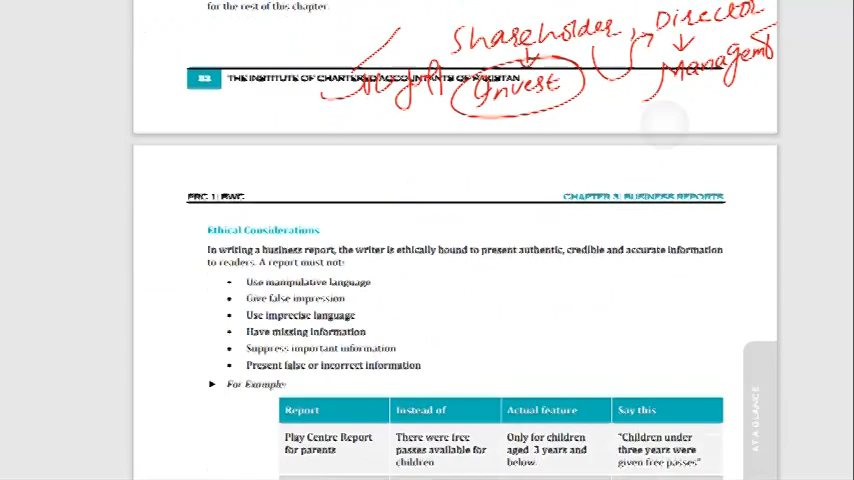 for the rest of this chapter.
Shareholder, Director
Invest Management
52 THE INSTITUTE OF CHARTERED ACCOUNTANTS OF PAKISTAN
PRC 1: BWC CHAPTER 3: BUSINESS REPORTS
Ethical Considerations
In writing a business report, the writer is ethically bound to present authentic, credible and accurate information
to readers. A report must not:
• Use manipulative language
• Give false impression
• Use imprecise language
• Have missing information
• Suppress important information
• Present false or incorrect information
► For Example:
Report Instead of Actual feature Say this
Play Centre Report There were free Only for children "Children under
for parents passes available for aged 3 years and three years were
children below. given free passes"
AT A GLANCE